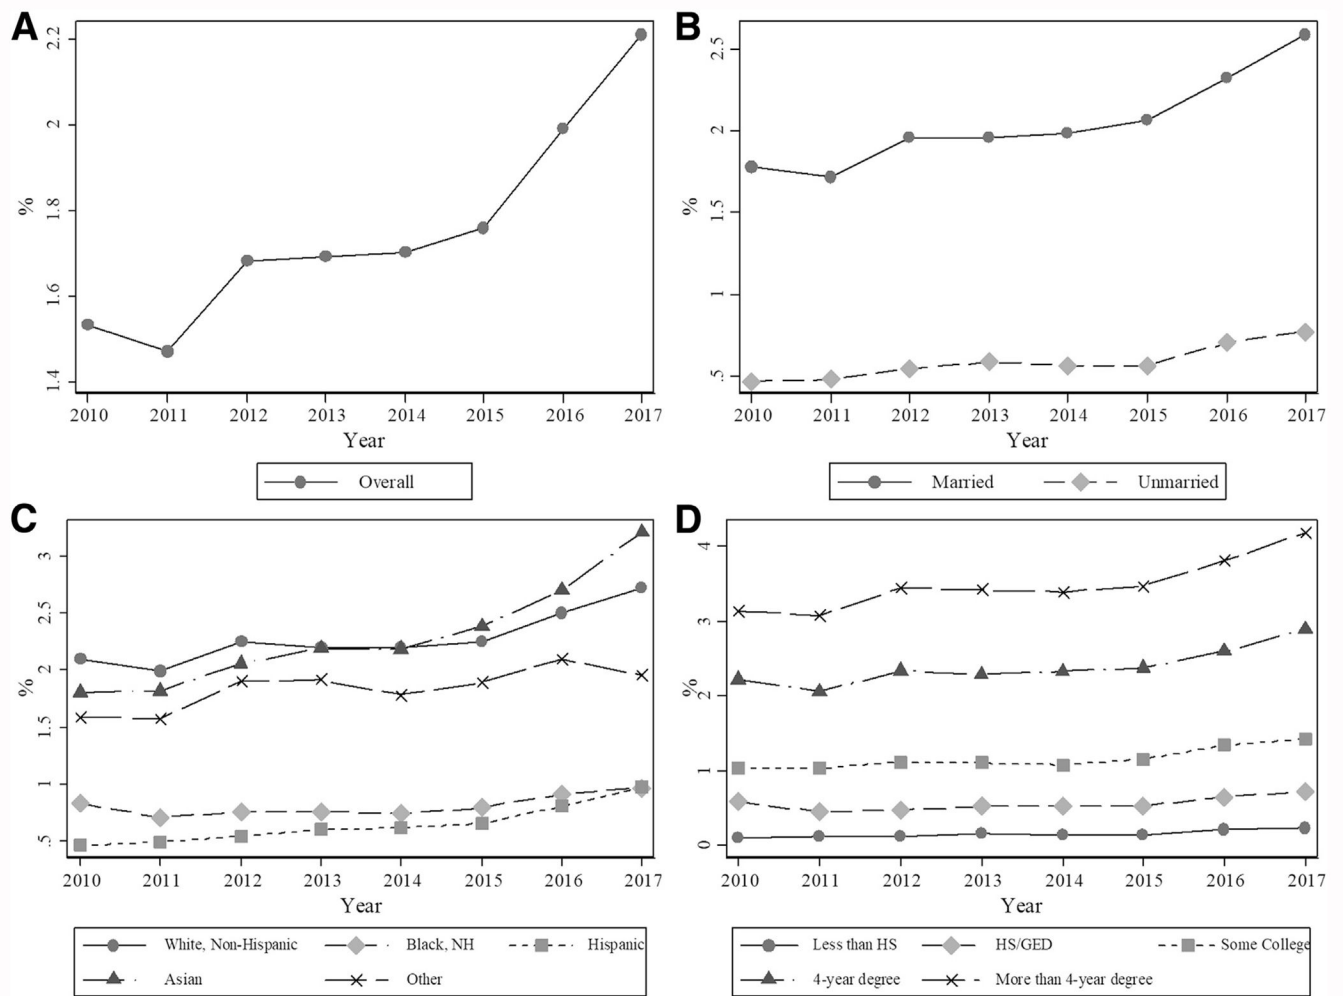 A
2.2
2
1.8
1.6
1.4
%
2010 2011 2012 2013 2014 2015 2016 2017
Year
Overall
B
2.5
2
1.5
1
.5
%
2010 2011 2012 2013 2014 2015 2016 2017
Year
Married Unmarried
C
3
2.5
2
1.5
1
.5
%
2010 2011 2012 2013 2014 2015 2016 2017
Year
White, Non-Hispanic Black, NH Hispanic
Asian Other
D
4
3
2
1
0
%
2010 2011 2012 2013 2014 2015 2016 2017
Year
Less than HS HS/GED Some College
4-year degree More than 4-year degree